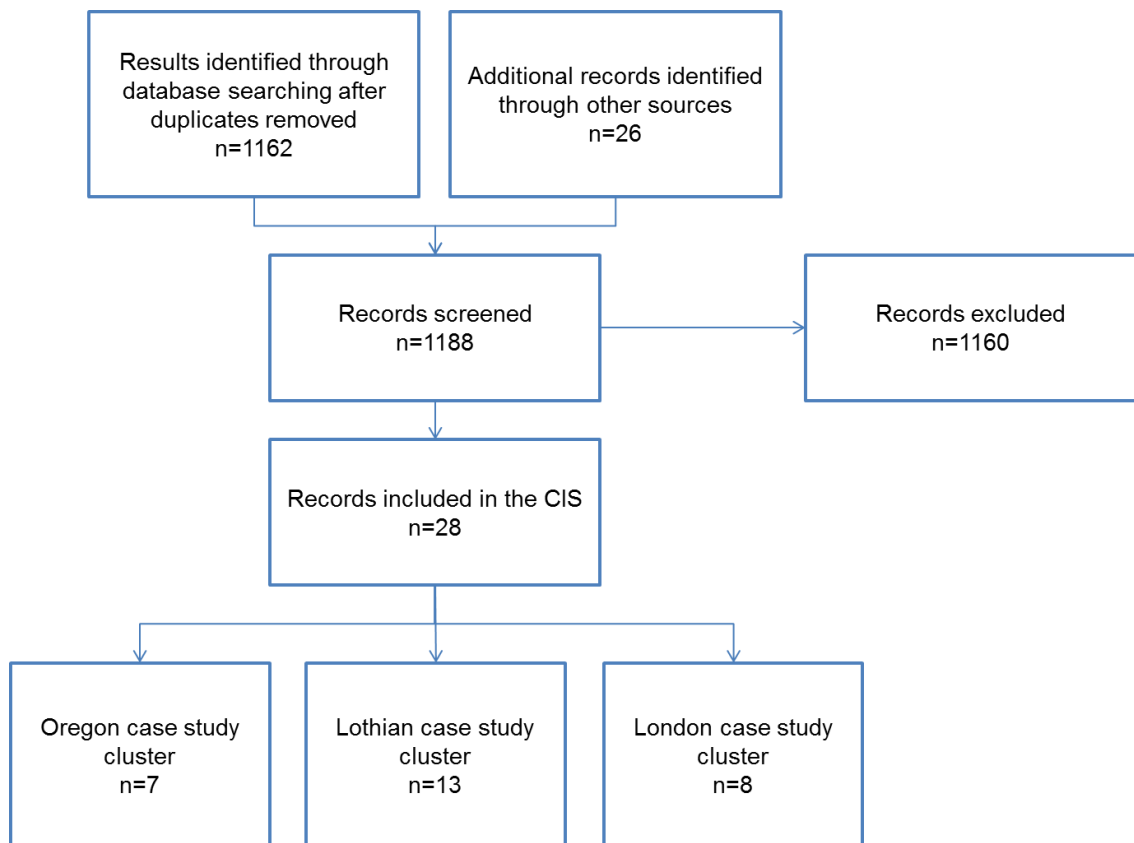 Results identified through
database searching after
duplicates removed
n=1162
Additional records identified
through other sources
n=26
Records screened
n=1188
Records excluded
n=1160
Records included in the CIS
n=28
Oregon case study
cluster
n=7
Lothian case study
cluster
n=13
London case study
cluster
n=8